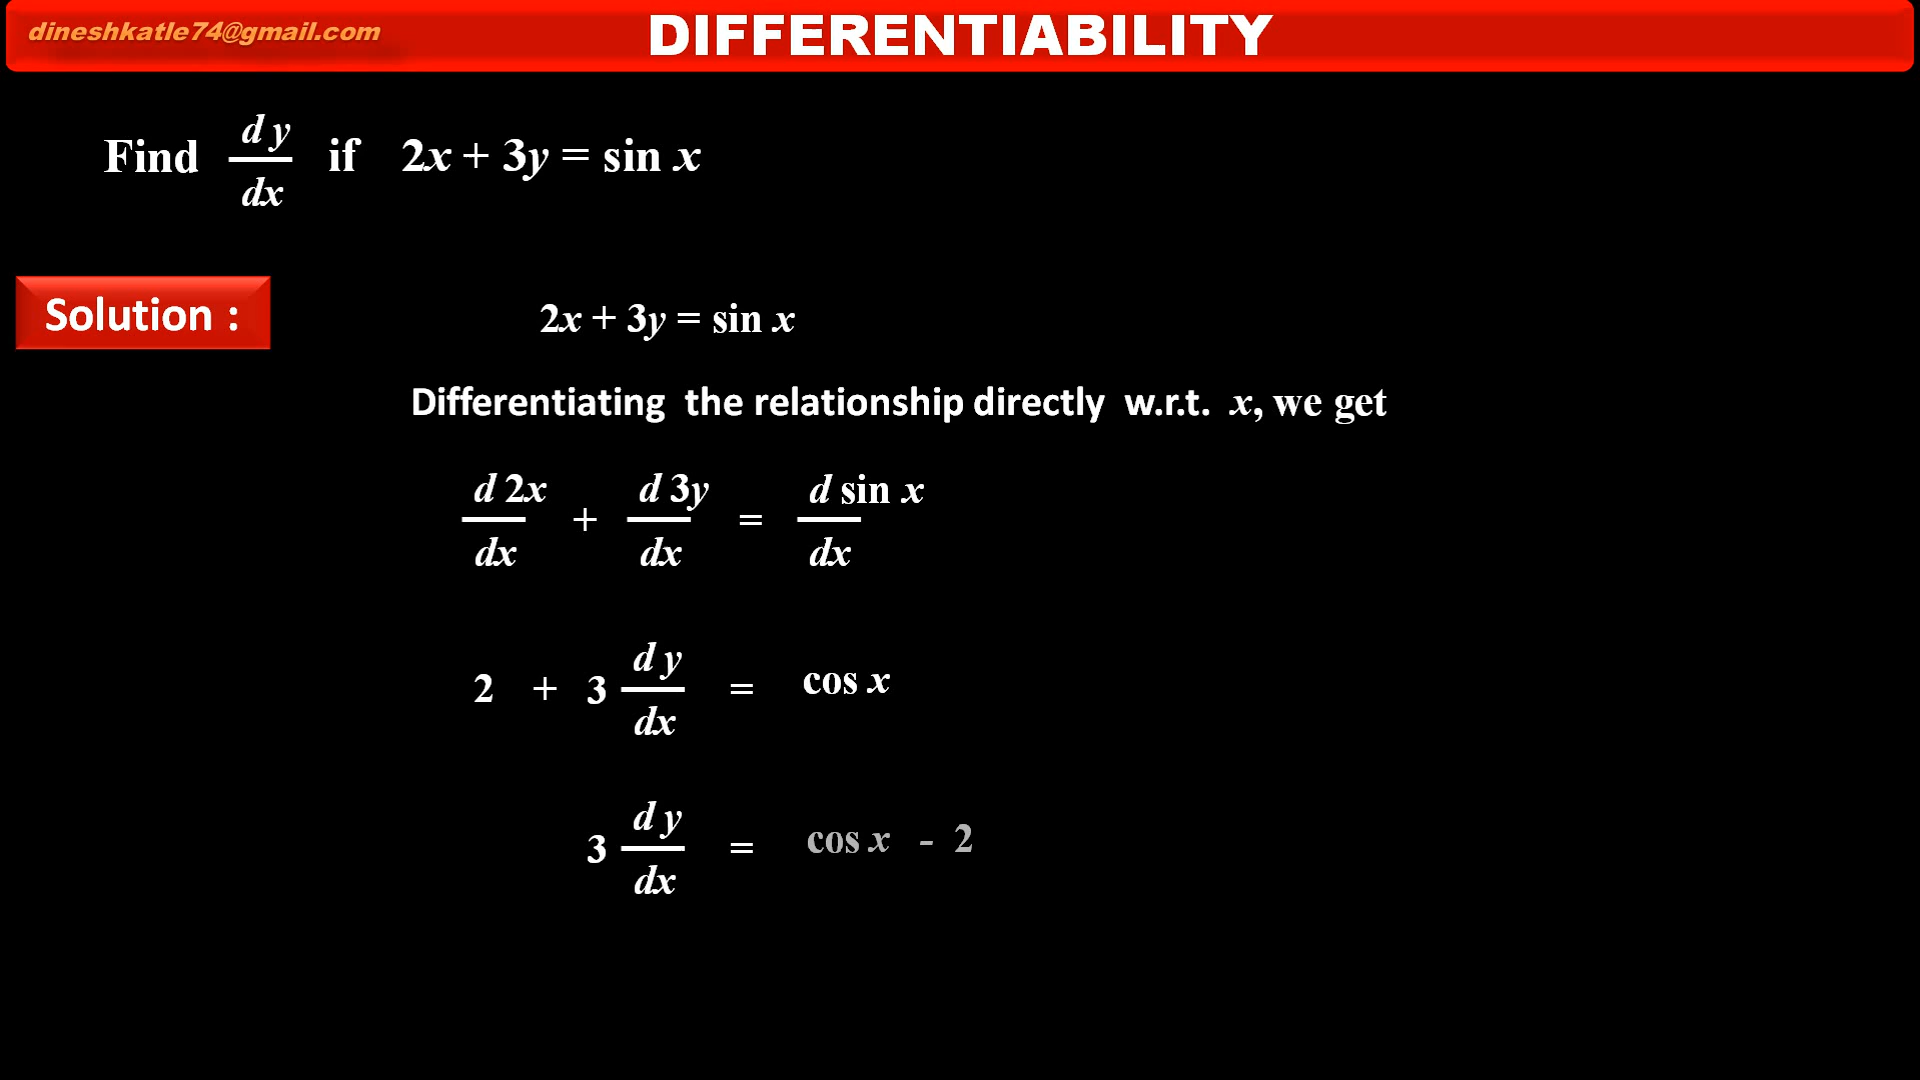 dineshkatle74@gmail.com
DIFFERENTIABILITY
Find dy/dx if 2x + 3y = sin x
Solution :
2x + 3y = sin x
Differentiating the relationship directly w.r.t. x, we get
d 2x/dx + d 3y/dx = d sin x/dx
2 + 3 dy/dx = cos x
3 dy/dx = cos x - 2